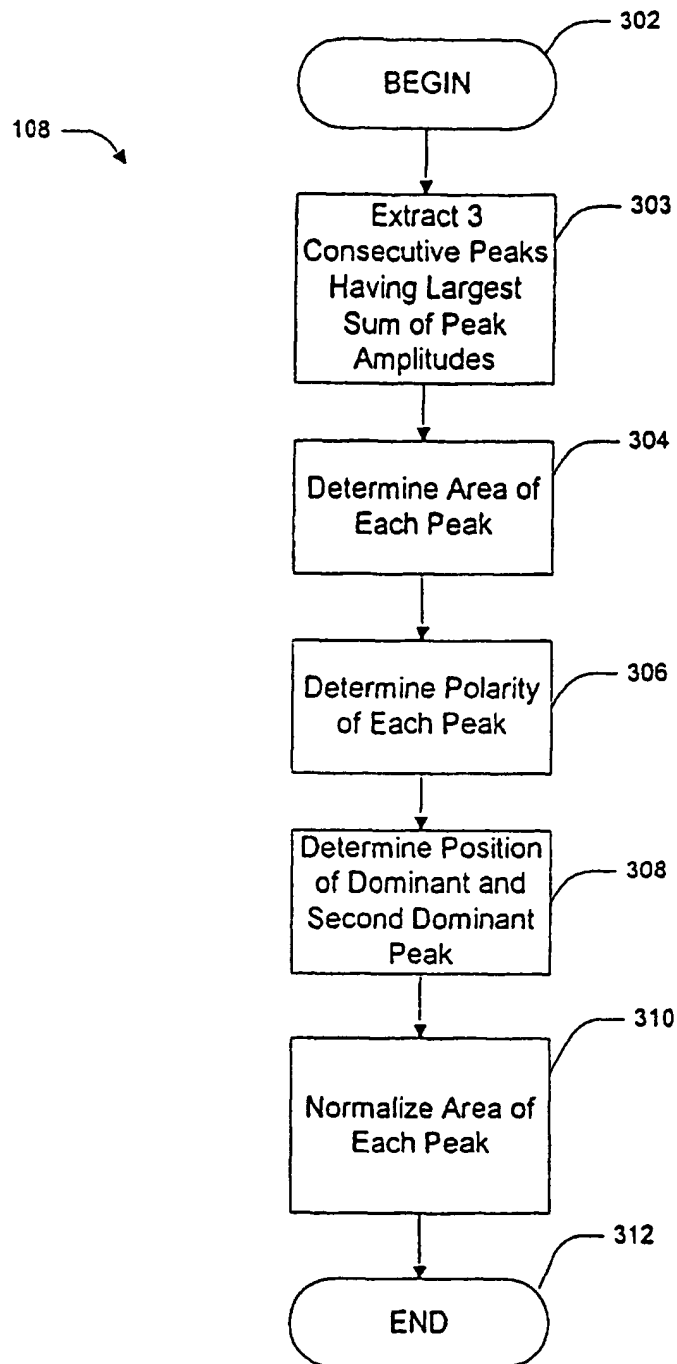 302
BEGIN
108
303
Extract 3
Consecutive Peaks
Having Largest
Sum of Peak
Amplitudes
304
Determine Area of
Each Peak
306
Determine Polarity
of Each Peak
308
Determine Position
of Dominant and
Second Dominant
Peak
310
Normalize Area of
Each Peak
312
END